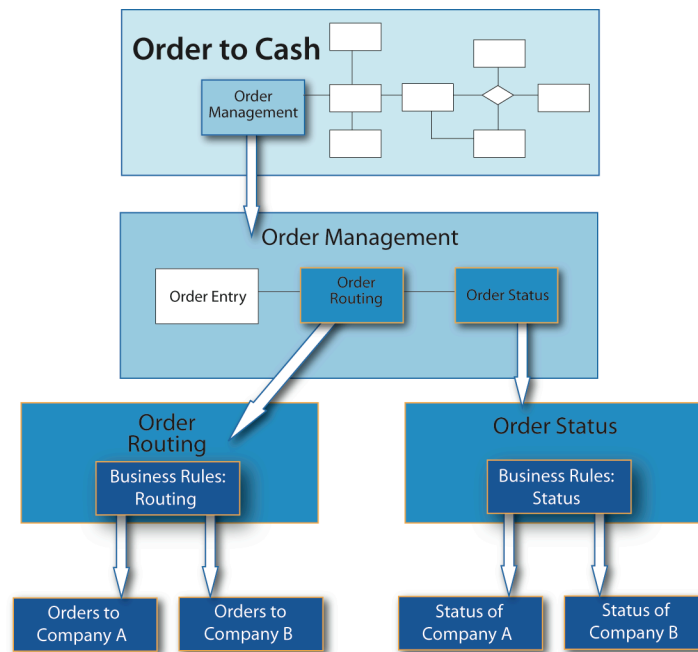 Order to Cash
Order
Management
Order Management
Order Entry
Order
Routing
Order Status
Order
Routing
Business Rules:
Routing
Order Status
Business Rules:
Status
Orders to
Company A
Orders to
Company B
Status of
Company A
Status of
Company B